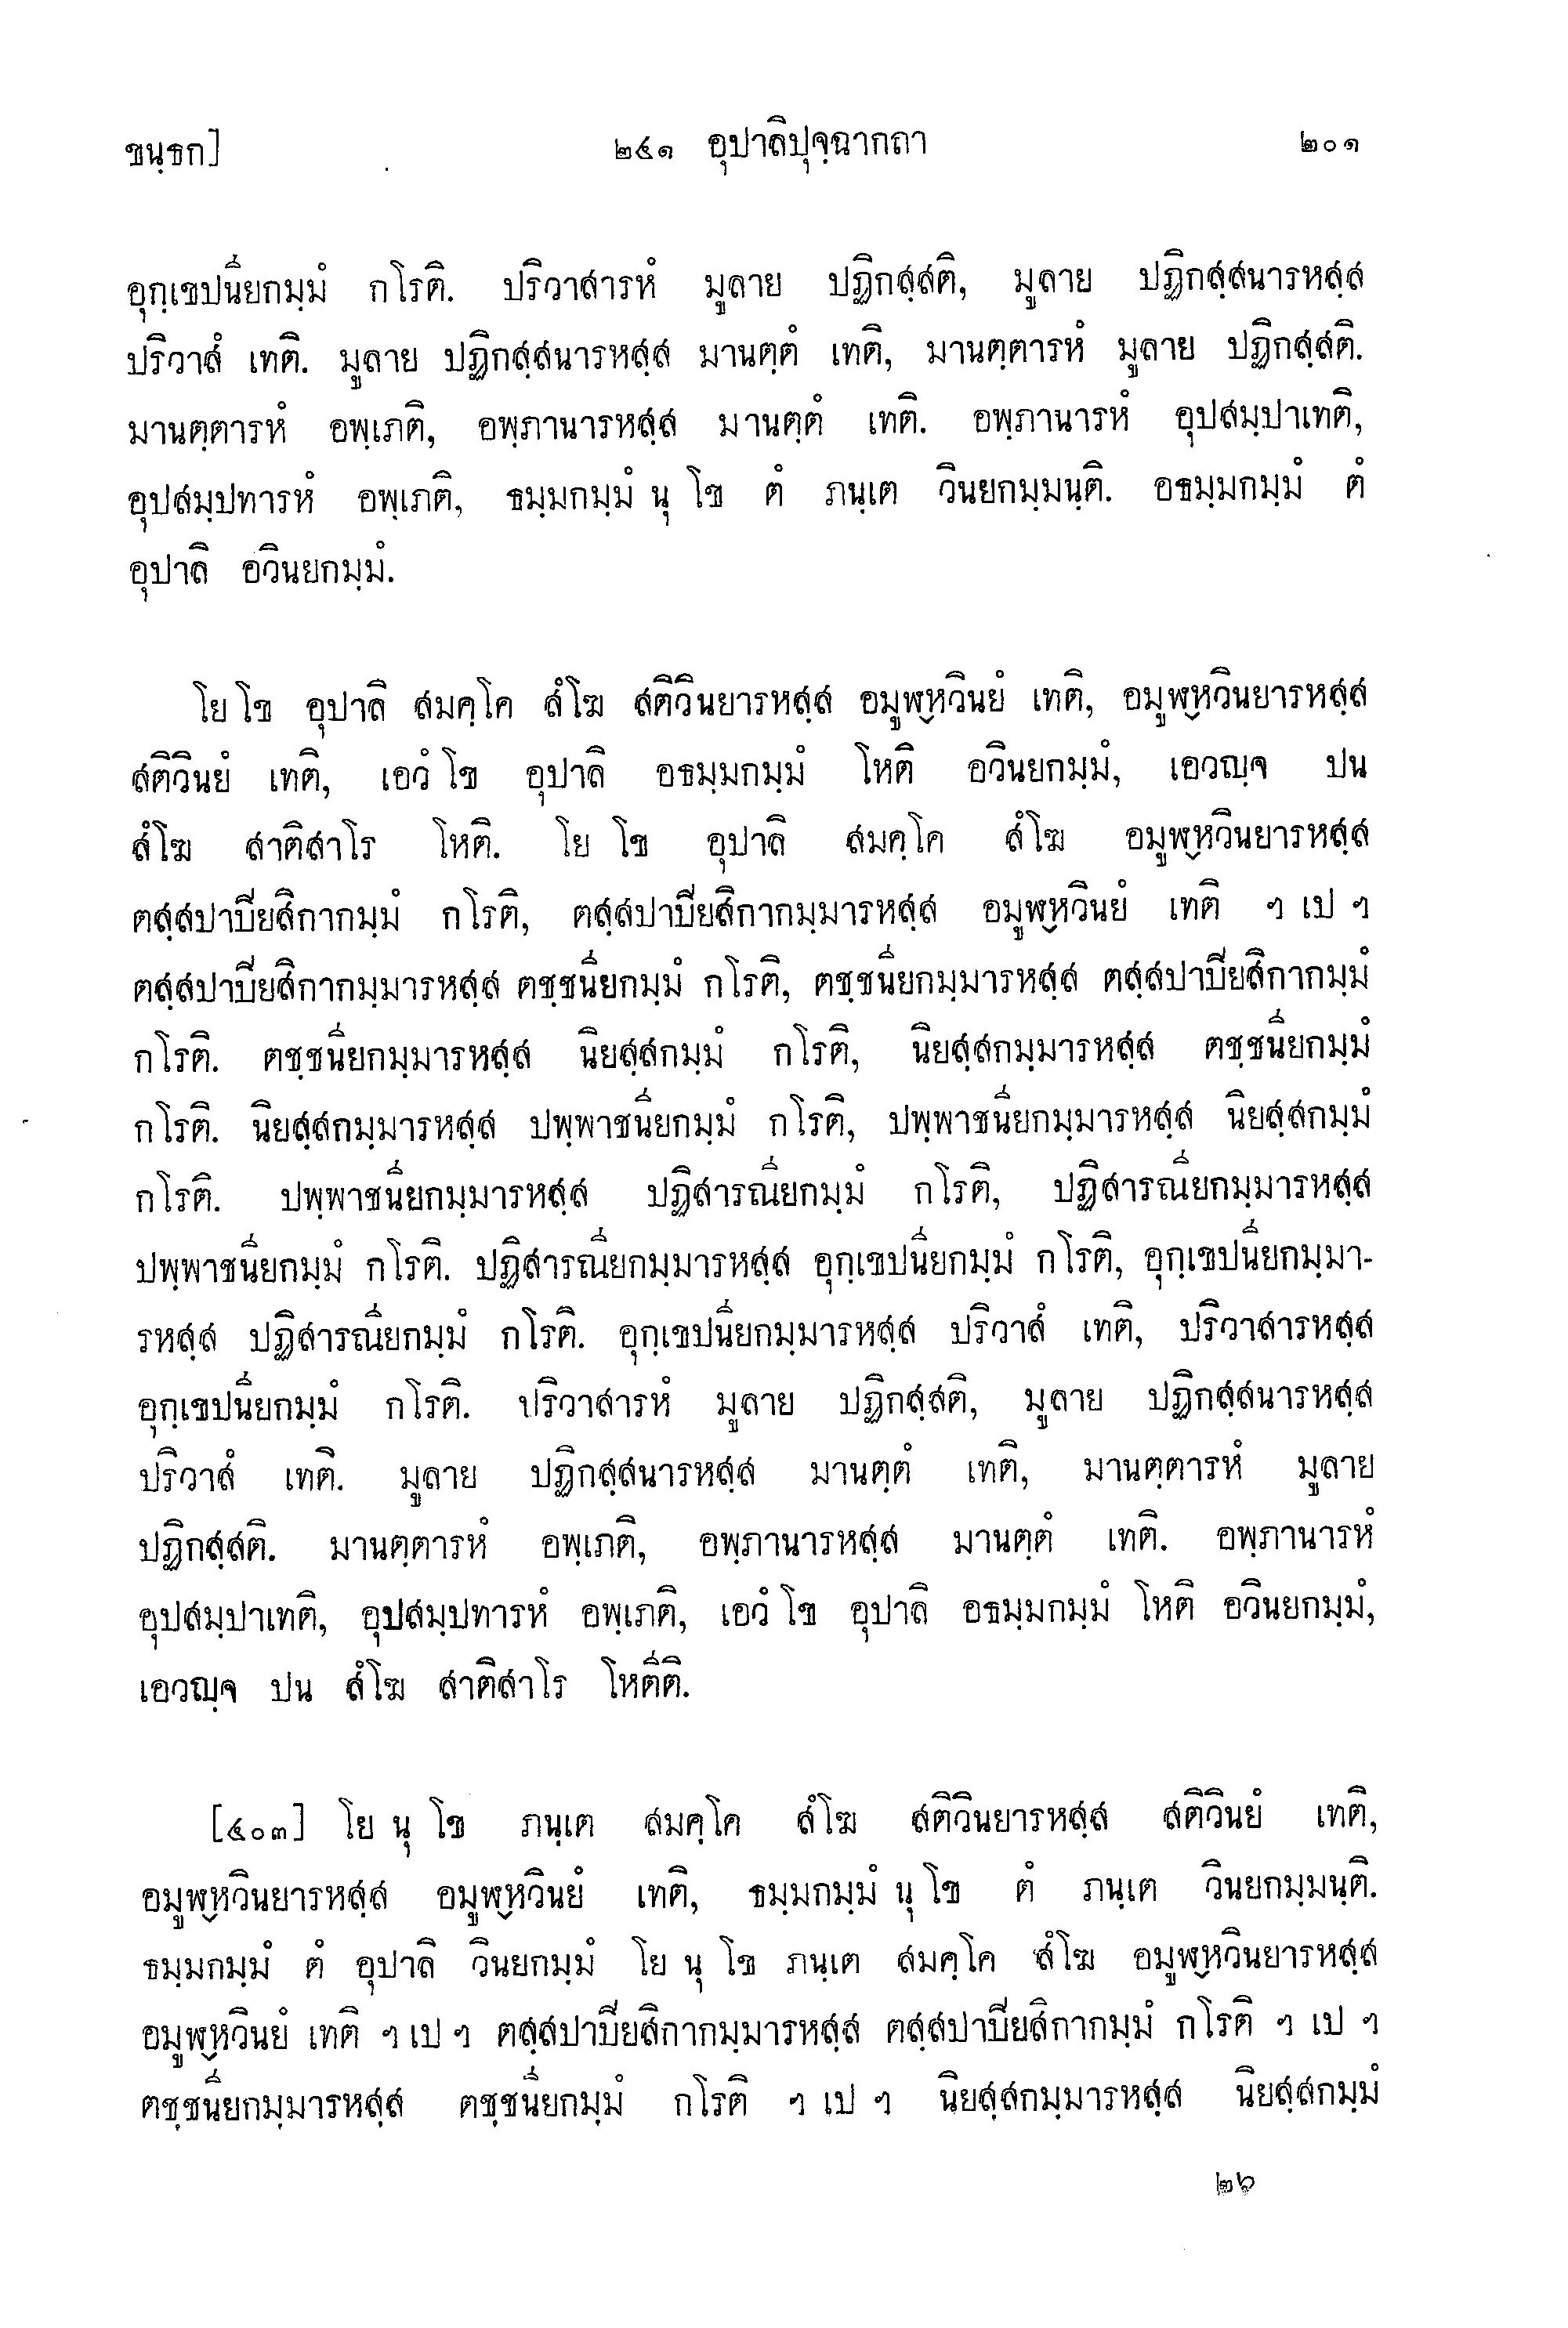 ขนฺธก] ๒๔๑ อุปาลิปุจฺฉากถา ๒๐๑
อุกฺเขปนียกมฺมํ กโรติ. ปริวาสารหํ มูลาย ปฏิกสฺสติ, มูลาย ปฏิกสฺสนารหสฺส
ปริวาสํ เทติ. มูลาย ปฏิกสฺสนารหสฺส มานตฺตํ เทติ, มานตฺตารหํ มูลาย ปฏิกสฺสติ.
มานตฺตารหํ อพฺเภติ, อพฺภานารหสฺส มานตฺตํ เทติ. อพฺภานารหํ อุปสมฺปาเทติ,
อุปสมฺปทารหํ อพฺเภติ, ธมฺมกมฺมํ นุ โข ตํ ภนฺเต วินยกมฺมนฺติ. อธมฺมกมฺมํ ตํ
อุปาลิ อวินยกมฺมํ.
โย โข อุปาลิ สมคฺโค สํโฆ สติวินยารหสฺส อมูฬฺหวินยํ เทติ, อมูฬฺหวินยารหสฺส
สติวินยํ เทติ, เอวํ โข อุปาลิ อธมฺมกมฺมํ โหติ อวินยกมฺมํ, เอวญฺจ ปน
สํโฆ สาติสาโร โหติ. โย โข อุปาลิ สมคฺโค สํโฆ อมูฬฺหวินยารหสฺส
ตสฺสปาปิยสิกากมฺมํ กโรติ, ตสฺสปาปิยสิกากมฺมารหสฺส อมูฬฺหวินยํ เทติ ฯ เป ฯ
ตสฺสปาปิยสิกากมฺมารหสฺส ตชฺชนียกมฺมํ กโรติ, ตชฺชนียกมฺมารหสฺส ตสฺสปาปิยสิกากมฺมํ
กโรติ. ตชฺชนียกมฺมารหสฺส นิยสฺสกมฺมํ กโรติ, นิยสฺสกมฺมารหสฺส ตชฺชนียกมฺมํ
กโรติ. นิยสฺสกมฺมารหสฺส ปพฺพาชนียกมฺมํ กโรติ, ปพฺพาชนียกมฺมารหสฺส นิยสฺสกมฺมํ
กโรติ. ปพฺพาชนียกมฺมารหสฺส ปฏิสารณียกมฺมํ กโรติ, ปฏิสารณียกมฺมารหสฺส
ปพฺพาชนียกมฺมํ กโรติ. ปฏิสารณียกมฺมารหสฺส อุกฺเขปนียกมฺมํ กโรติ, อุกฺเขปนียกมฺมา-
รหสฺส ปฏิสารณียกมฺมํ กโรติ. อุกฺเขปนียกมฺมารหสฺส ปริวาสํ เทติ, ปริวาสารหสฺส
อุกฺเขปนียกมฺมํ กโรติ. ปริวาสารหํ มูลาย ปฏิกสฺสติ, มูลาย ปฏิกสฺสนารหสฺส
ปริวาสํ เทติ. มูลาย ปฏิกสฺสนารหสฺส มานตฺตํ เทติ, มานตฺตารหํ มูลาย
ปฏิกสฺสติ. มานตฺตารหํ อพฺเภติ, อพฺภานารหสฺส มานตฺตํ เทติ. อพฺภานารหํ
อุปสมฺปาเทติ, อุปสมฺปทารหํ อพฺเภติ, เอวํ โข อุปาลิ อธมฺมกมฺมํ โหติ อวินยกมฺมํ,
เอวญฺจ ปน สํโฆ สาติสาโร โหตีติ.
[๔๐๓] โย นุ โข ภนฺเต สมคฺโค สํโฆ สติวินยารหสฺส สติวินยํ เทติ,
อมูฬฺหวินยารหสฺส อมูฬฺหวินยํ เทติ, ธมฺมกมฺมํ นุ โข ตํ ภนฺเต วินยกมฺมนฺติ.
ธมฺมกมฺมํ ตํ อุปาลิ วินยกมฺมํ โย นุ โข ภนฺเต สมคฺโค สํโฆ อมูฬฺหวินยารหสฺส
อมูฬฺหวินยํ เทติ ฯ เป ฯ ตสฺสปาปิยสิกากมฺมารหสฺส ตสฺสปาปิยสิกากมฺมํ กโรติ ฯ เป ฯ
ตชฺชนียกมฺมารหสฺส ตชฺชนียกมฺมํ กโรติ ฯ เป ฯ นิยสฺสกมฺมารหสฺส นิยสฺสกมฺมํ
๒๖